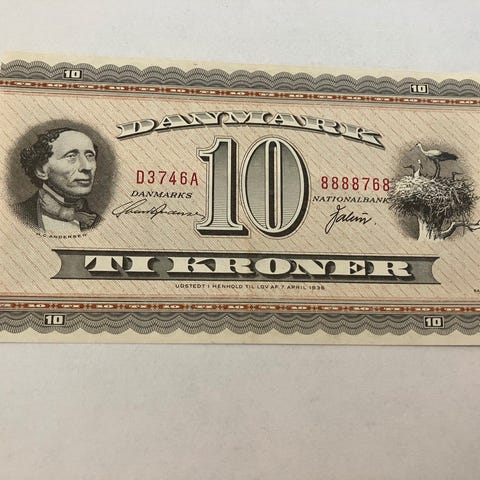 10 10
DANMARK
D3746A 10 8888768
DANMARKS NATIONALBANK
H.C. ANDERSEN
TI KRONER
UDSTEDT I HENHOLD TIL LOV AF 7. APRIL 1936
10 10